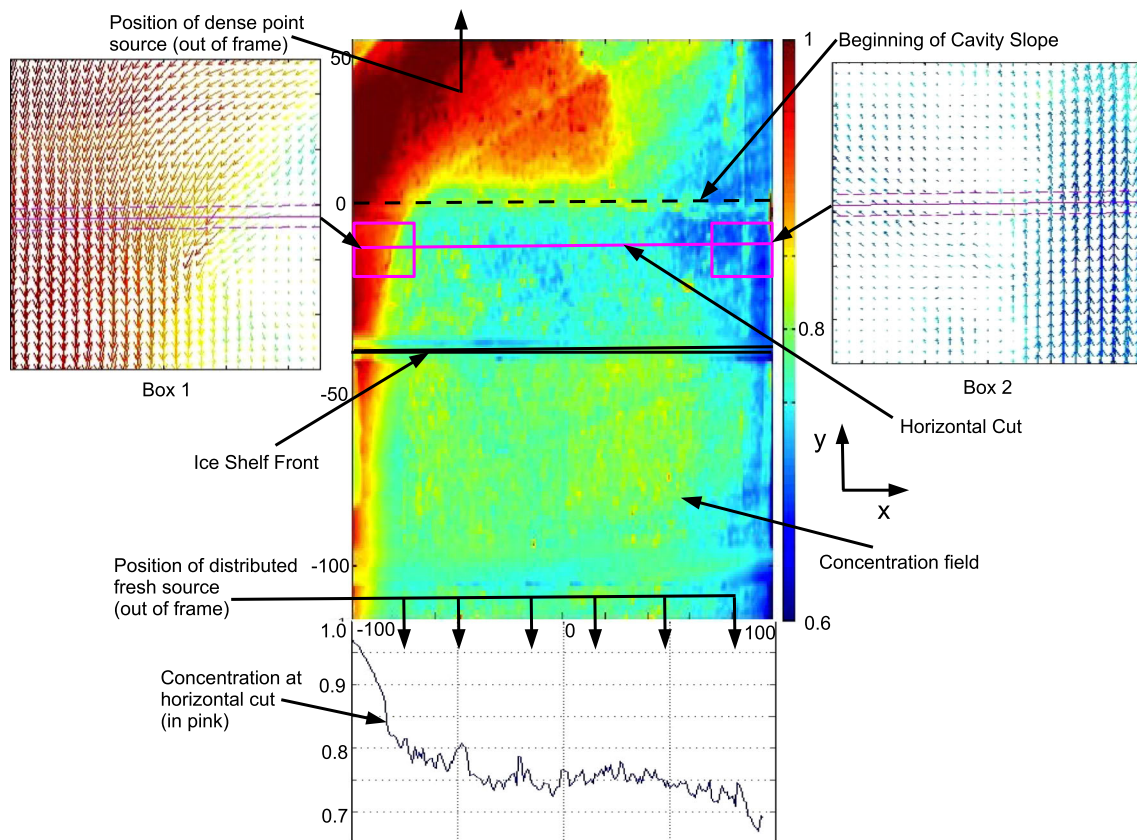 Position of dense point
source (out of frame)
Beginning of Cavity Slope
50
0
-50
-100
1
0.8
0.6
Box 1
Box 2
Ice Shelf Front
Horizontal Cut
y
x
Concentration field
Position of distributed
fresh source
(out of frame)
-100
0
100
1.0
0.9
0.8
0.7
Concentration at
horizontal cut
(in pink)